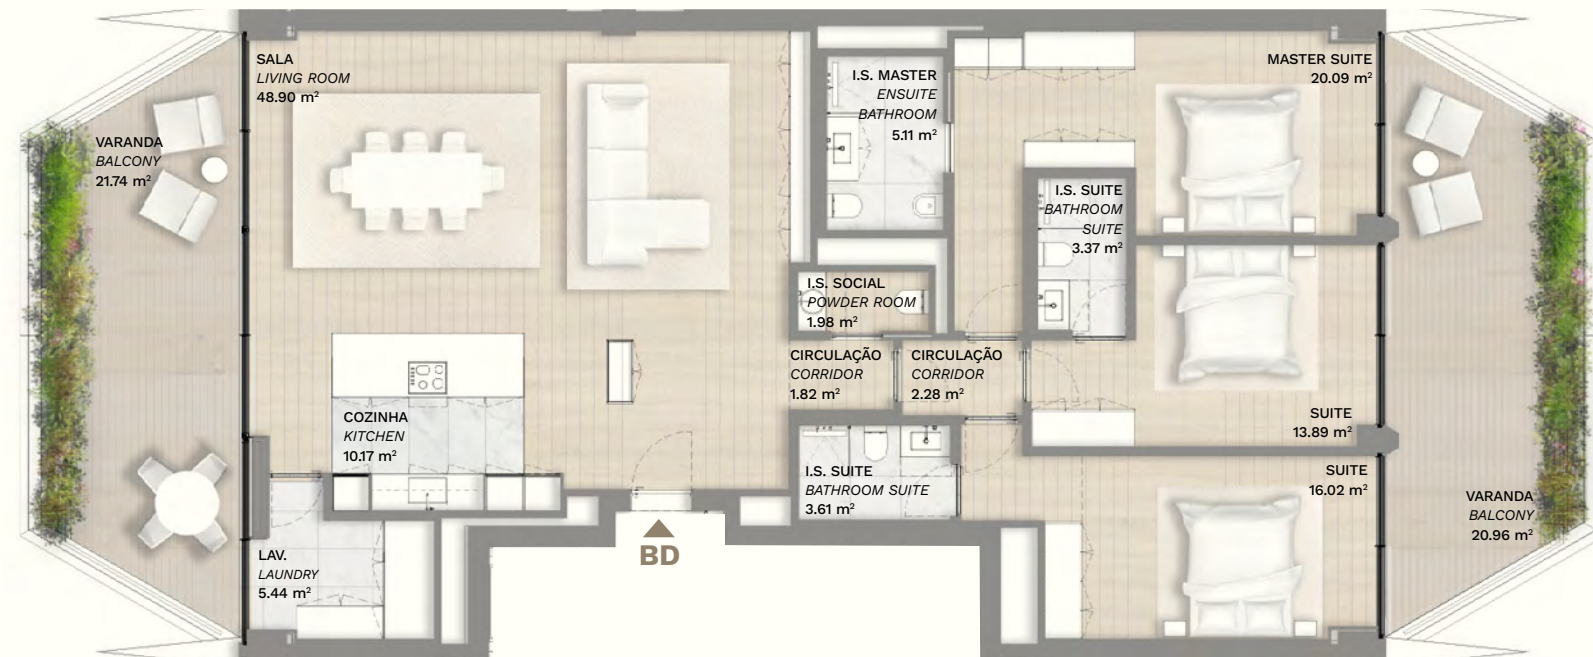 SALA
LIVING ROOM
48.90 m²
VARANDA
BALCONY
21.74 m²
COZINHA
KITCHEN
10.17 m²
LAV.
LAUNDRY
5.44 m²
BD
I.S. MASTER
ENSUITE
BATHROOM
5.11 m²
I.S. SOCIAL
POWDER ROOM
1.98 m²
CIRCULAÇÃO
CORRIDOR
1.82 m²
CIRCULAÇÃO
CORRIDOR
2.28 m²
I.S. SUITE
BATHROOM SUITE
3.61 m²
I.S. SUITE
BATHROOM
SUITE
3.37 m²
MASTER SUITE
20.09 m²
SUITE
13.89 m²
SUITE
16.02 m²
VARANDA
BALCONY
20.96 m²